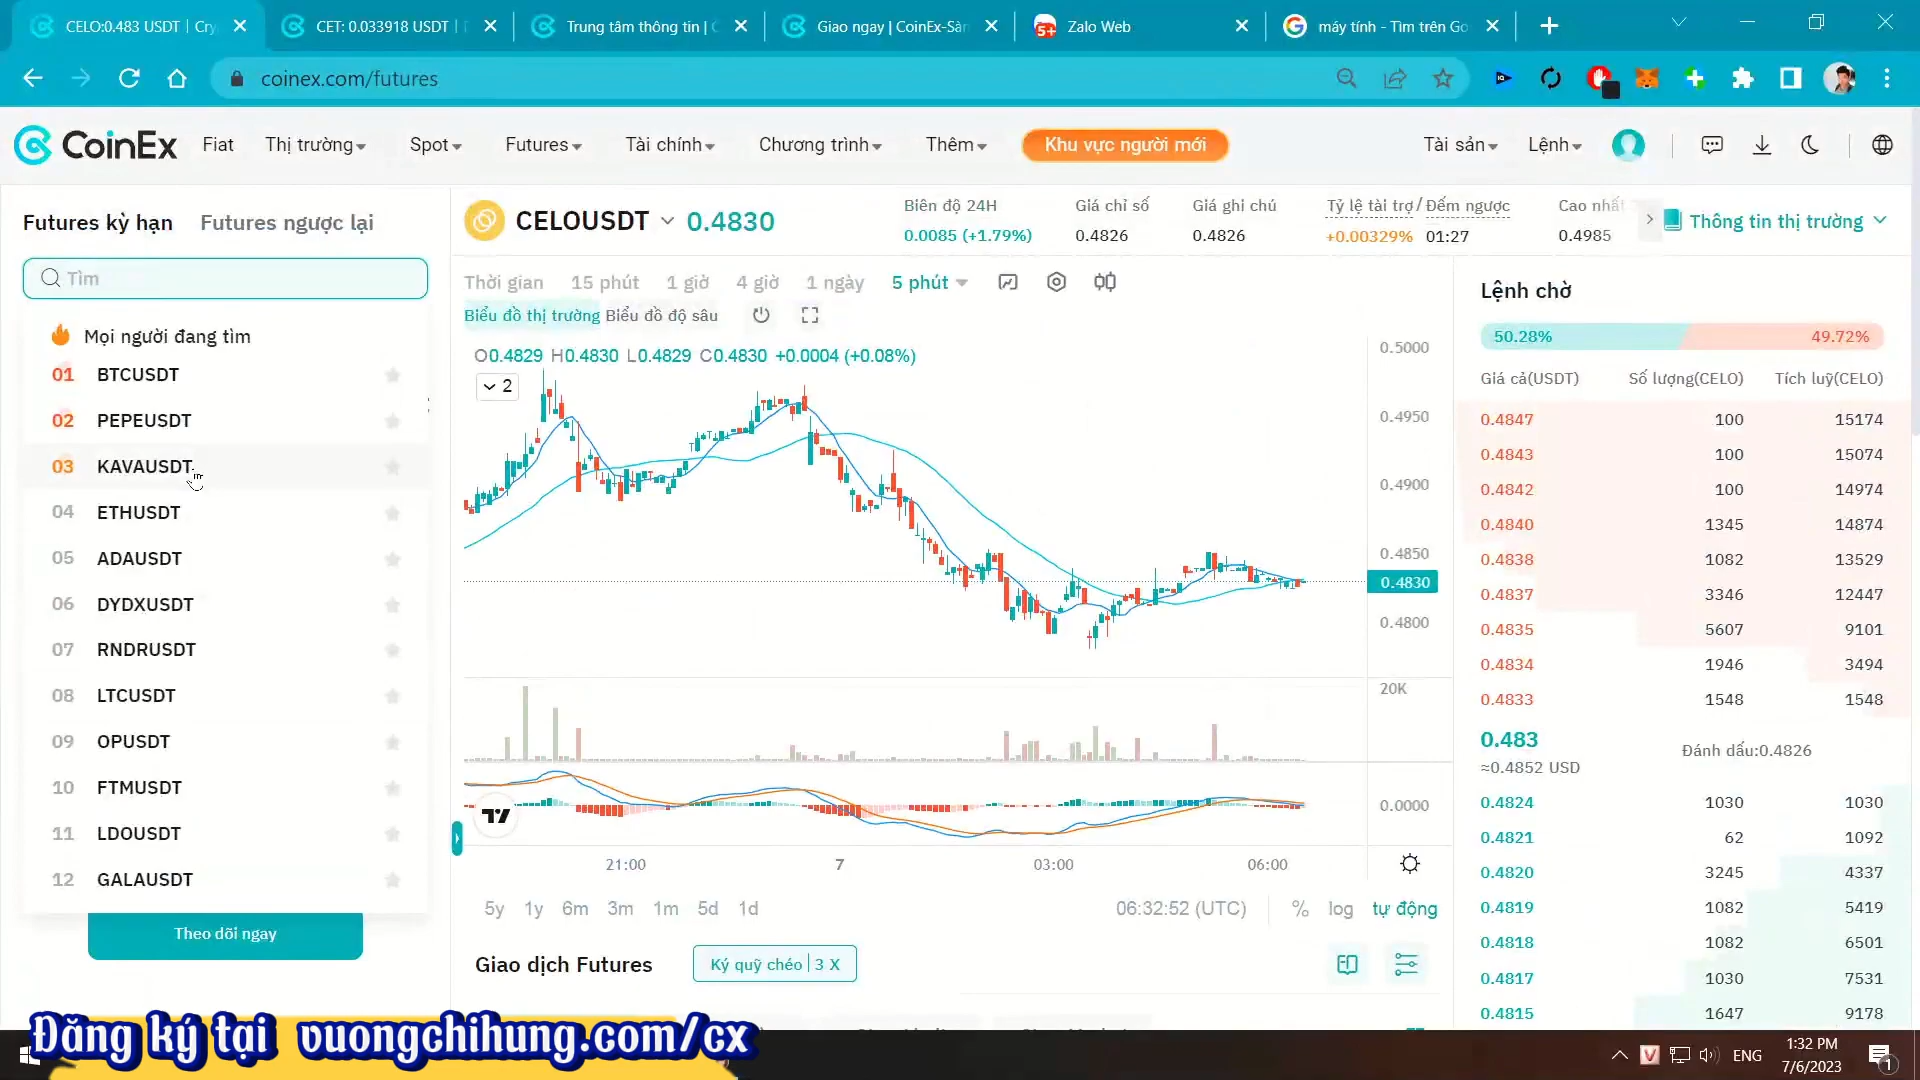 CELO:0.483 USDT | Cry
CET: 0.033918 USDT |
Trung tâm thông tin | C
Giao ngay | CoinEx-Sàn
Zalo Web
máy tính - Tìm trên Go
coinex.com/futures
CoinEx
Fiat
Thị trường
Spot
Futures
Tài chính
Chương trình
Thêm
Khu vực người mới
Tài sản
Lệnh
Futures kỳ hạn
Futures ngược lại
Tìm
Mọi người đang tìm
01 BTCUSDT
02 PEPEUSDT
03 KAVAUSDT
04 ETHUSDT
05 ADAUSDT
06 DYDXUSDT
07 RNDRUSDT
08 LTCUSDT
09 OPUSDT
10 FTMUSDT
11 LDOUSDT
12 GALAUSDT
Theo dõi ngay
CELOUSDT 0.4830
Biên độ 24H
0.0085 (+1.79%)
Giá chỉ số
0.4826
Giá ghi chú
0.4826
Tỷ lệ tài trợ / Đếm ngược
+0.00329% 01:27
Cao nhất
0.4985
Thông tin thị trường
Thời gian 15 phút 1 giờ 4 giờ 1 ngày 5 phút
Biểu đồ thị trường Biểu đồ độ sâu
O0.4829 H0.4830 L0.4829 C0.4830 +0.0004 (+0.08%)
2
0.5000
0.4950
0.4900
0.4850
0.4830
0.4800
20K
0.0000
21:00 7 03:00 06:00
5y 1y 6m 3m 1m 5d 1d
06:32:52 (UTC) % log tự động
Giao dịch Futures
Ký quỹ chéo | 3 X
Lệnh chờ
50.28% 49.72%
Giá cả(USDT) Số lượng(CELO) Tích luỹ(CELO)
0.4847 100 15174
0.4843 100 15074
0.4842 100 14974
0.4840 1345 14874
0.4838 1082 13529
0.4837 3346 12447
0.4835 5607 9101
0.4834 1946 3494
0.4833 1548 1548
0.483
≈0.4852 USD
Đánh dấu:0.4826
0.4824 1030 1030
0.4821 62 1092
0.4820 3245 4337
0.4819 1082 5419
0.4818 1082 6501
0.4817 1030 7531
0.4815 1647 9178
Đăng ký tại vuongchihung.com/cx
ENG
1:32 PM
7/6/2023
1